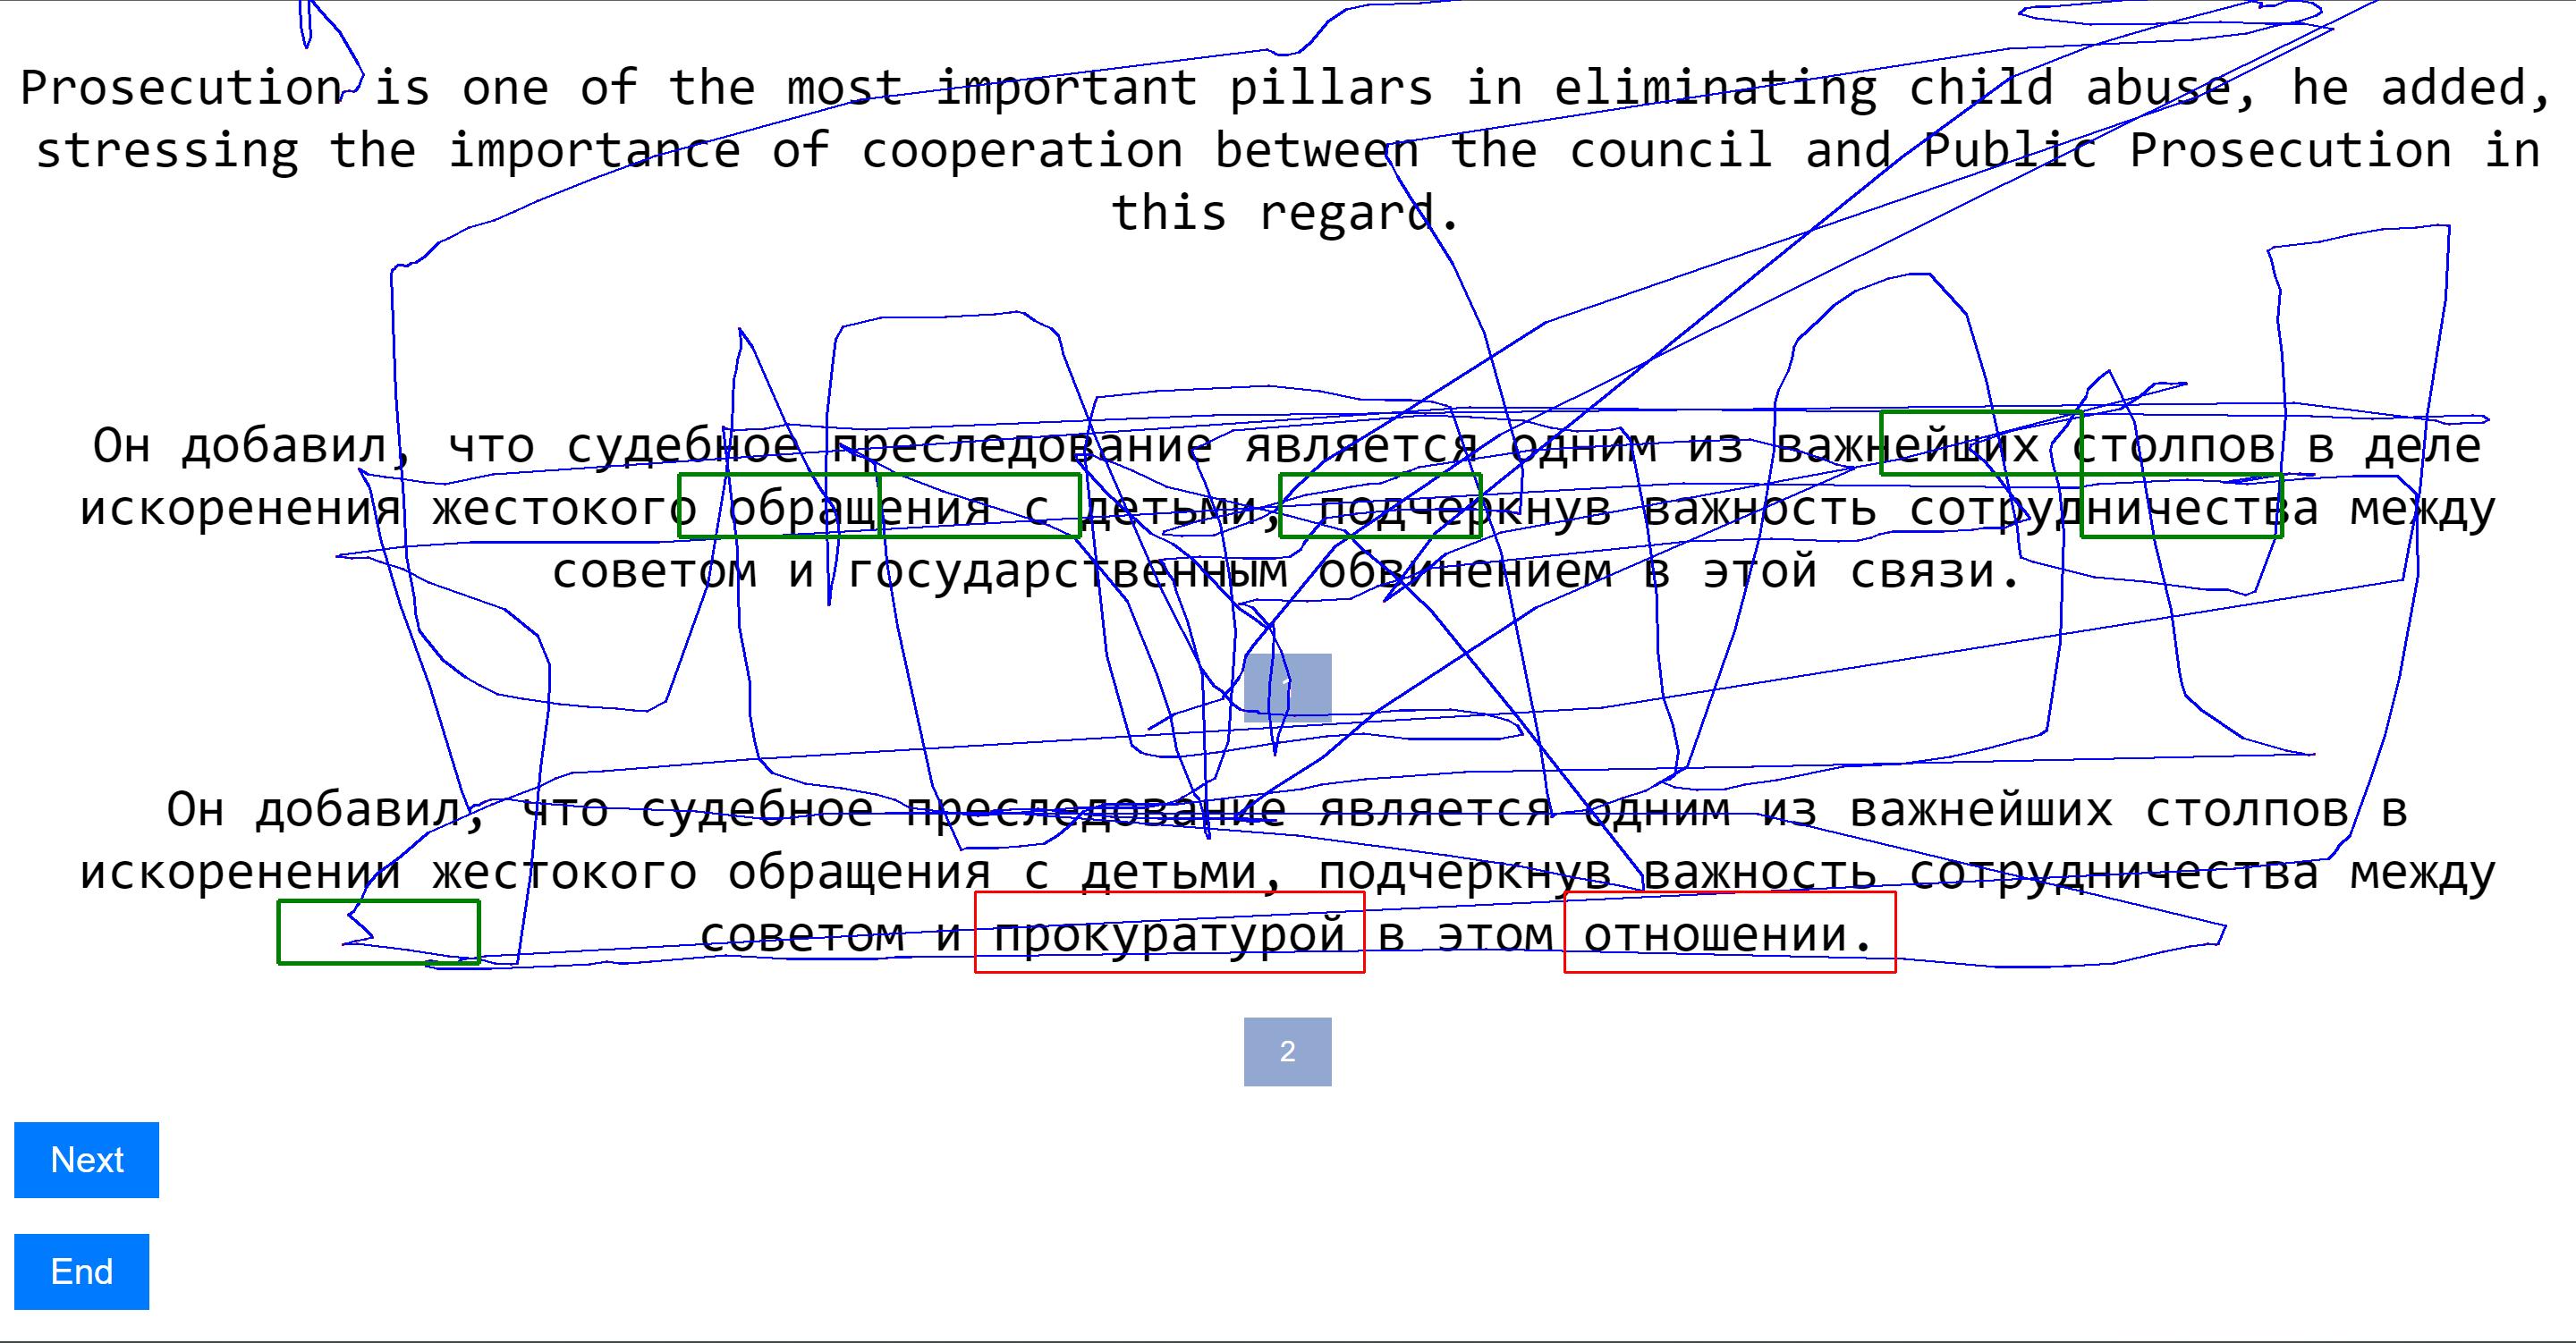 Prosecution is one of the most important pillars in eliminating child abuse, he added,
stressing the importance of cooperation between the council and Public Prosecution in
this regard.
Он добавил, что судебное преследование является одним из важнейших столпов в деле
искоренения жестокого обращения с детьми, подчеркнув важность сотрудничества между
советом и государственным обвинением в этой связи.
1
Он добавил, что судебное преследование является одним из важнейших столпов в
искоренении жестокого обращения с детьми, подчеркнув важность сотрудничества между
советом и прокуратурой в этом отношении.
2
Next
End